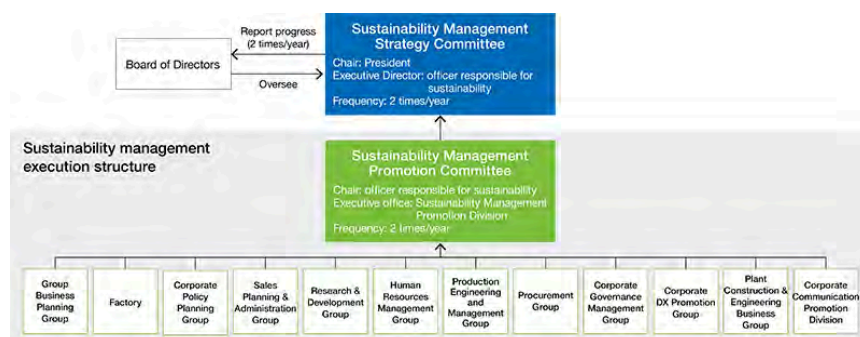 Report progress
(2 times/year)
Board of Directors
Oversee
Sustainability Management
Strategy Committee
Chair: President
Executive Director: officer responsible for
sustainability
Frequency: 2 times/year
Sustainability management
execution structure
Sustainability Management
Promotion Committee
Chair: officer responsible for sustainability
Executive office: Sustainability Management
Promotion Division
Frequency: 2 times/year
Group
Business
Planning
Group
Factory
Corporate
Policy
Planning
Group
Sales
Planning &
Administration
Group
Research &
Development
Group
Human
Resources
Management
Group
Production
Engineering
and
Management
Group
Procurement
Group
Corporate
Governance
Management
Group
Corporate
DX Promotion
Group
Plant
Construction &
Engineering
Business
Group
Corporate
Communication
Promotion
Division